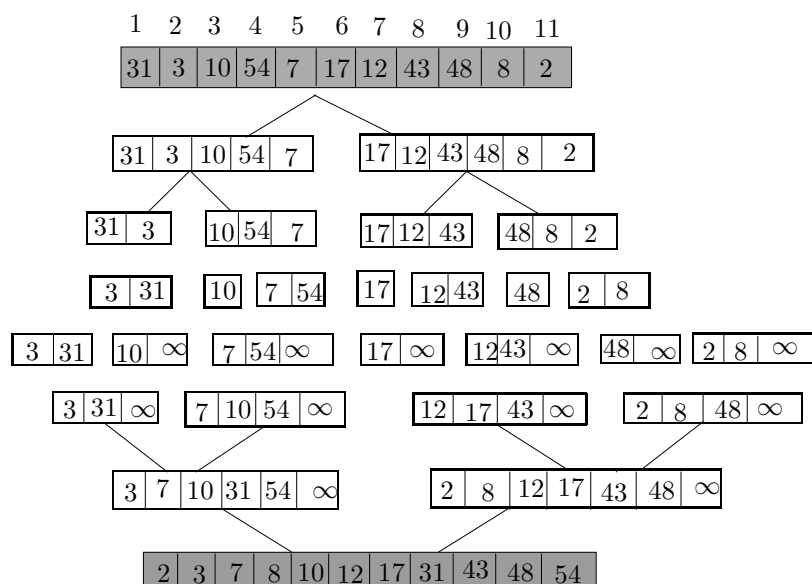 1 2 3 4 5 6 7 8 9 10 11
31 3 10 54 7 17 12 43 48 8 2
31 3 10 54 7 17 12 43 48 8 2
31 3 10 54 7 17 12 43 48 8 2
3 31 10 7 54 17 12 43 48 2 8
3 31 10 ∞ 7 54 ∞ 17 ∞ 12 43 ∞ 48 ∞ 2 8 ∞
3 31 ∞ 7 10 54 ∞ 12 17 43 ∞ 2 8 48 ∞
3 7 10 31 54 ∞ 2 8 12 17 43 48 ∞
2 3 7 8 10 12 17 31 43 48 54